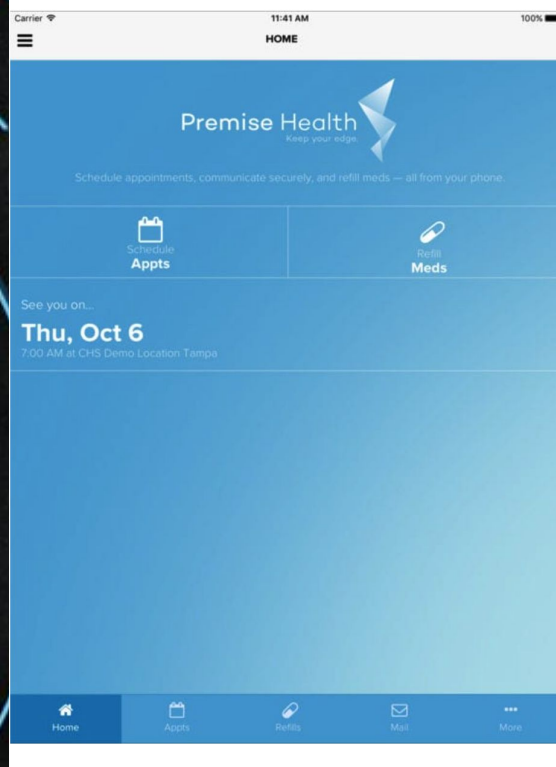 Carrier 11:41 AM 100%
HOME
Premise Health
Keep your edge.
Schedule appointments, communicate securely, and refill meds — all from your phone.
Schedule
Appts
Refill
Meds
See you on...
Thu, Oct 6
7:00 AM at CHS Demo Location Tampa
Home Appts Refills Mail More